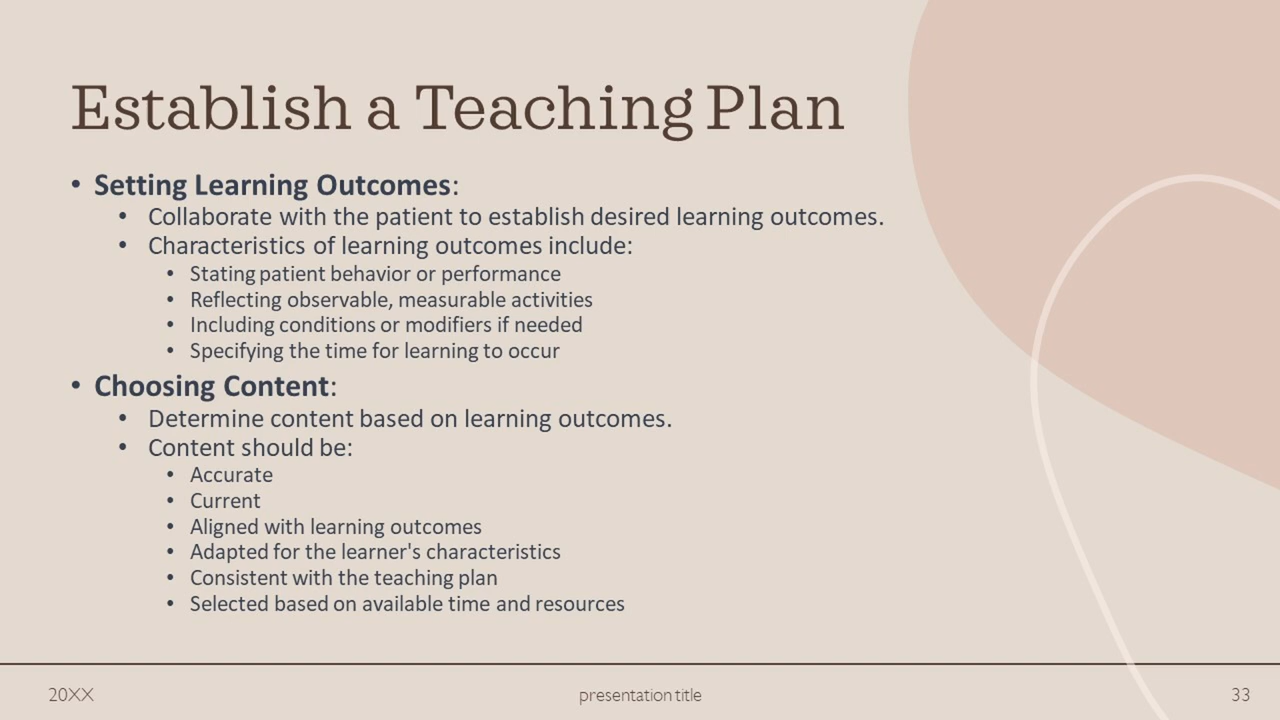 Establish a Teaching Plan
• Setting Learning Outcomes:
• Collaborate with the patient to establish desired learning outcomes.
• Characteristics of learning outcomes include:
• Stating patient behavior or performance
• Reflecting observable, measurable activities
• Including conditions or modifiers if needed
• Specifying the time for learning to occur
• Choosing Content:
• Determine content based on learning outcomes.
• Content should be:
• Accurate
• Current
• Aligned with learning outcomes
• Adapted for the learner's characteristics
• Consistent with the teaching plan
• Selected based on available time and resources
20XX
presentation title
33